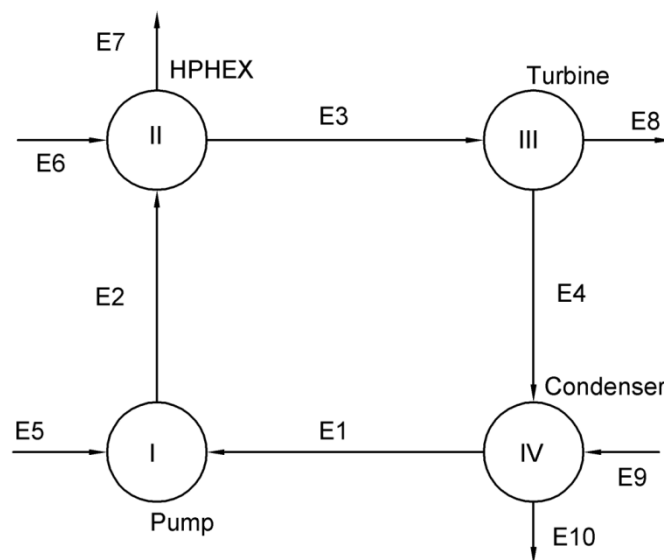 E7
HPHEX
Turbine
II
E3
III
E8
E6
E2
E4
Condenser
E5
I
E1
IV
E9
Pump
E10